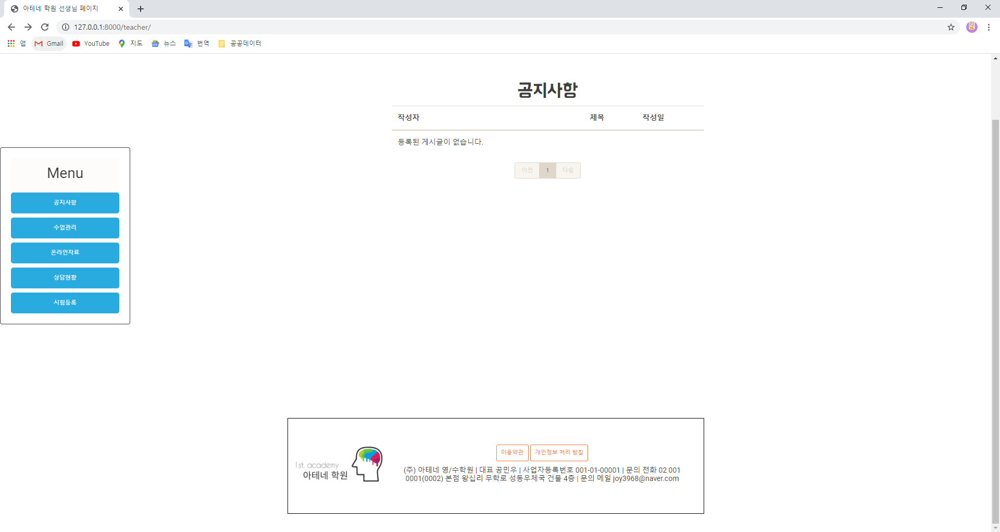 아테네 학원 선생님 페이지
127.0.0.1:8000/teacher/
앱 Gmail YouTube 지도 뉴스 번역 공공데이터
공지사항
작성자 제목 작성일
등록된 게시글이 없습니다.
이전 1 다음
Menu
공지사항
수업관리
온라인자료
상담현황
시험등록
1st. academy
아테네 학원
이용약관 개인정보 처리 방침
(주) 아테네 영/수학원 | 대표 공민우 | 사업자등록번호 001-01-00001 | 문의 전화 02 001
0001(0002) 본점 왕십리 무학로 성동우체국 건물 4층 | 문의 메일 joy3968@naver.com